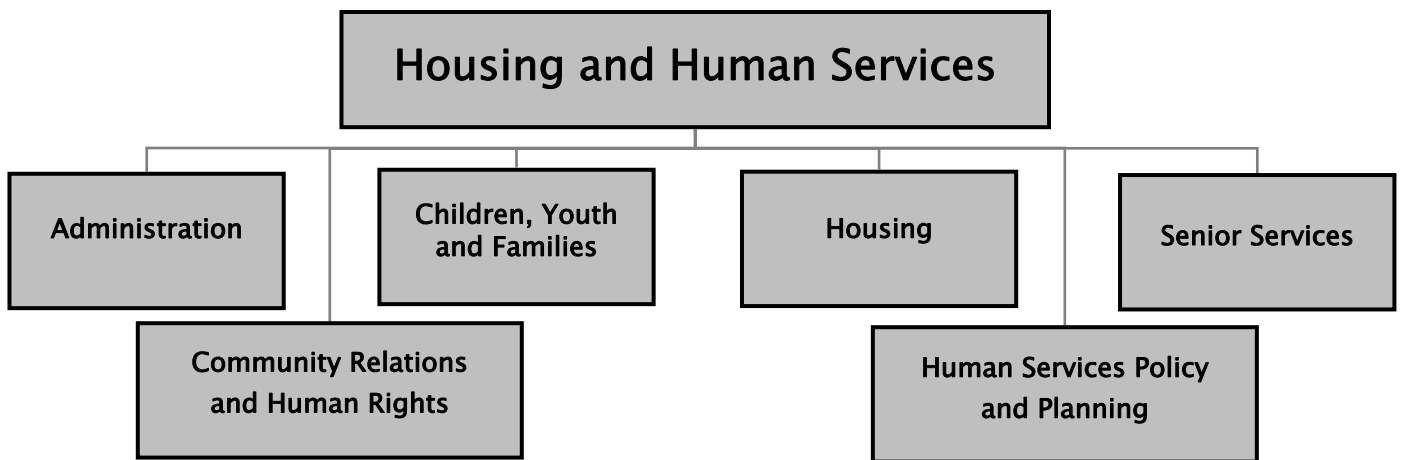 Housing and Human Services
Administration
Children, Youth
and Families
Housing
Senior Services
Community Relations
and Human Rights
Human Services Policy
and Planning